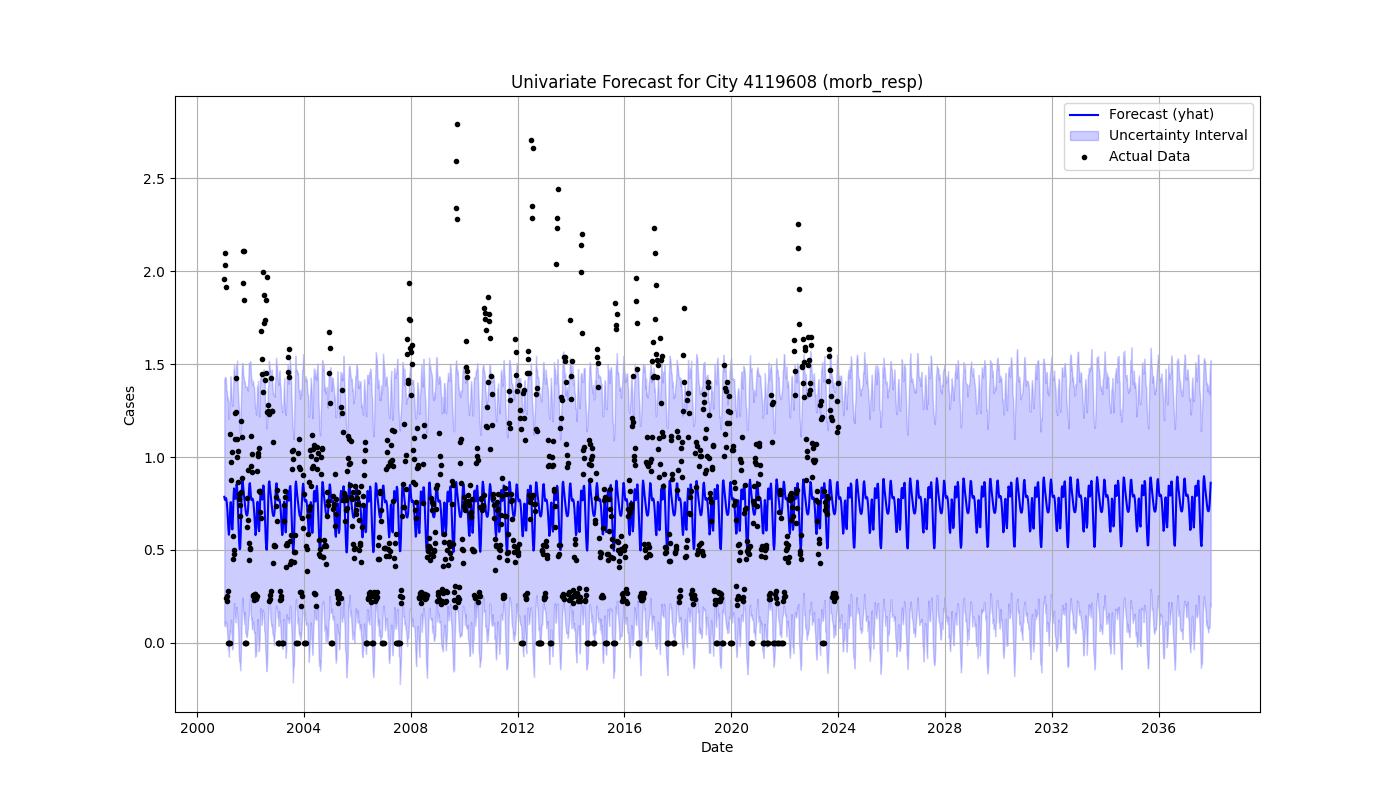 Univariate Forecast for City 4119608 (morb_resp)
Forecast (yhat)
Uncertainty Interval
Actual Data
Cases
2.5
2.0
1.5
1.0
0.5
0.0
2000 2004 2008 2012 2016 2020 2024 2028 2032 2036
Date